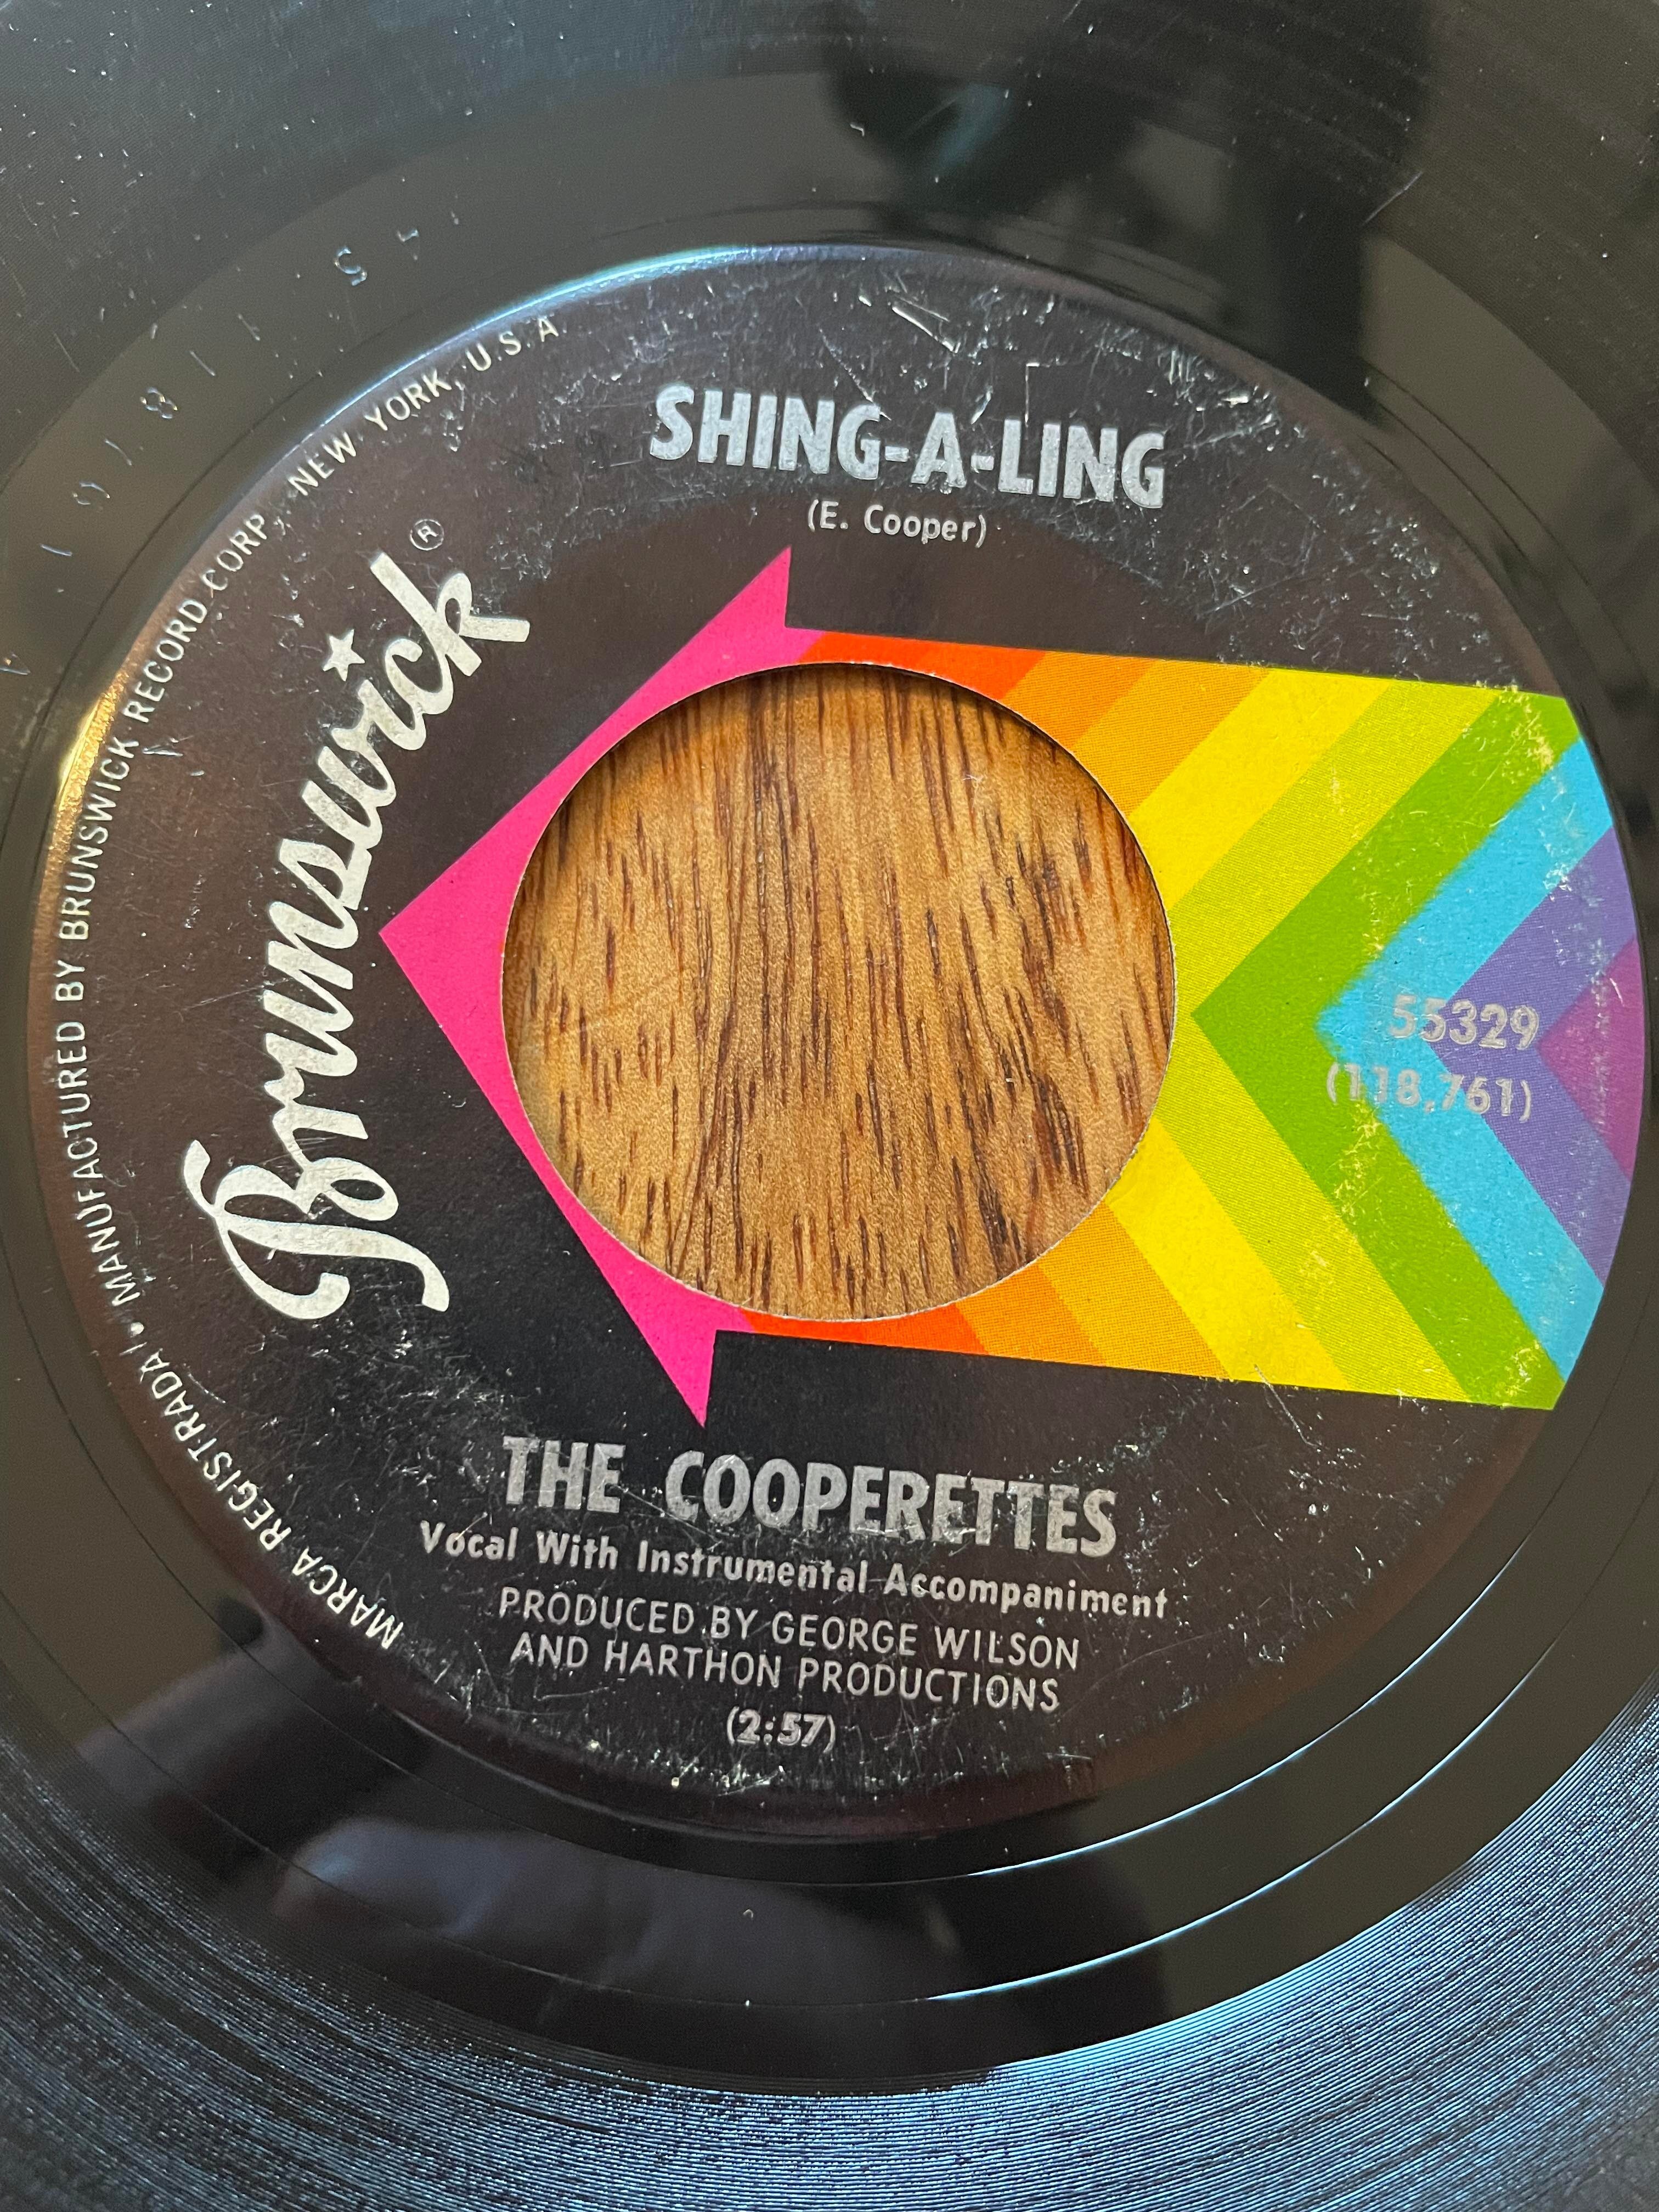 SHING-A-LING
(E. Cooper)
Brunswick®
55329
(118,761)
THE COOPERETTES
Vocal With Instrumental Accompaniment
PRODUCED BY GEORGE WILSON
AND HARTHON PRODUCTIONS
(2:57)
MARCA REGISTRADA • MANUFACTURED BY BRUNSWICK RECORD CORP., NEW YORK, U.S.A.